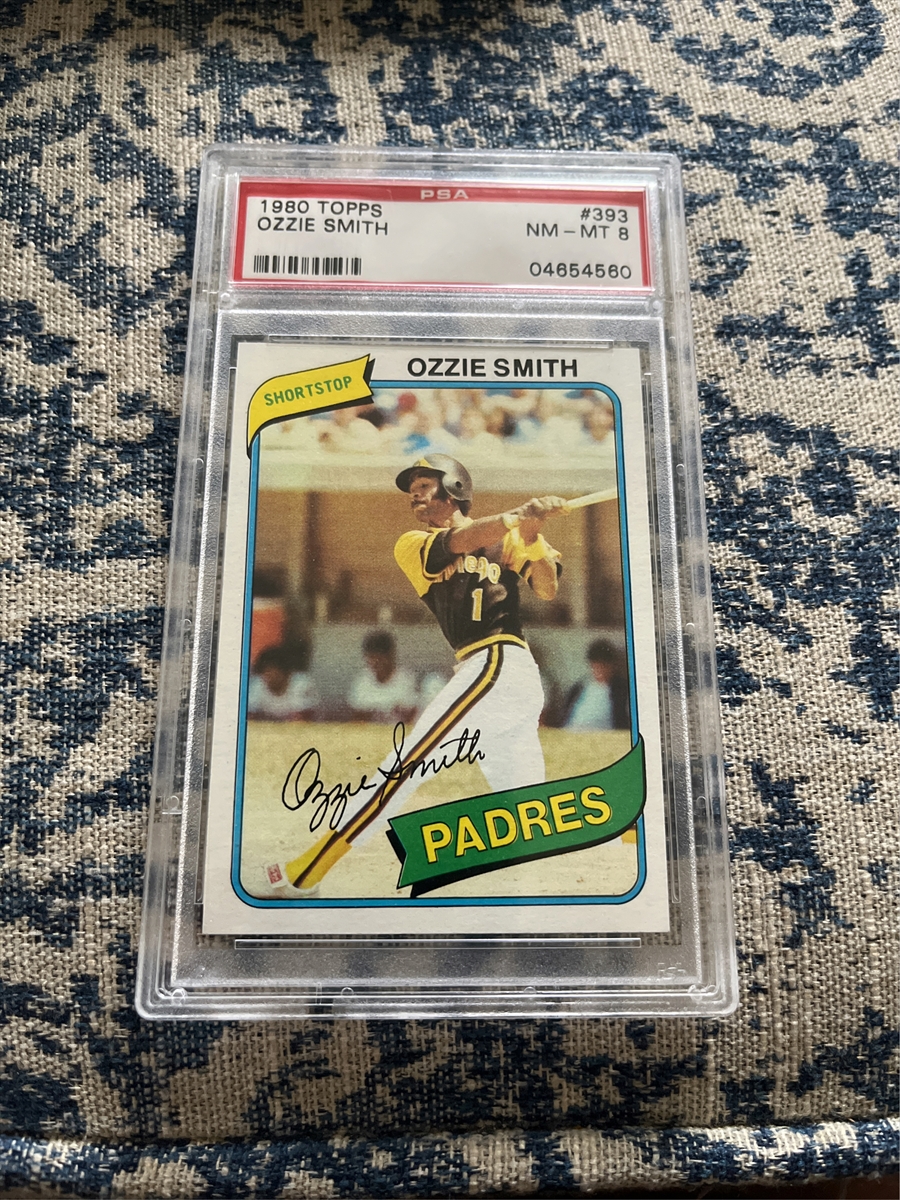 PSA
1980 TOPPS #393
OZZIE SMITH NM - MT 8
04654560
OZZIE SMITH
SHORTSTOP
1
Ozzie Smith
PADRES